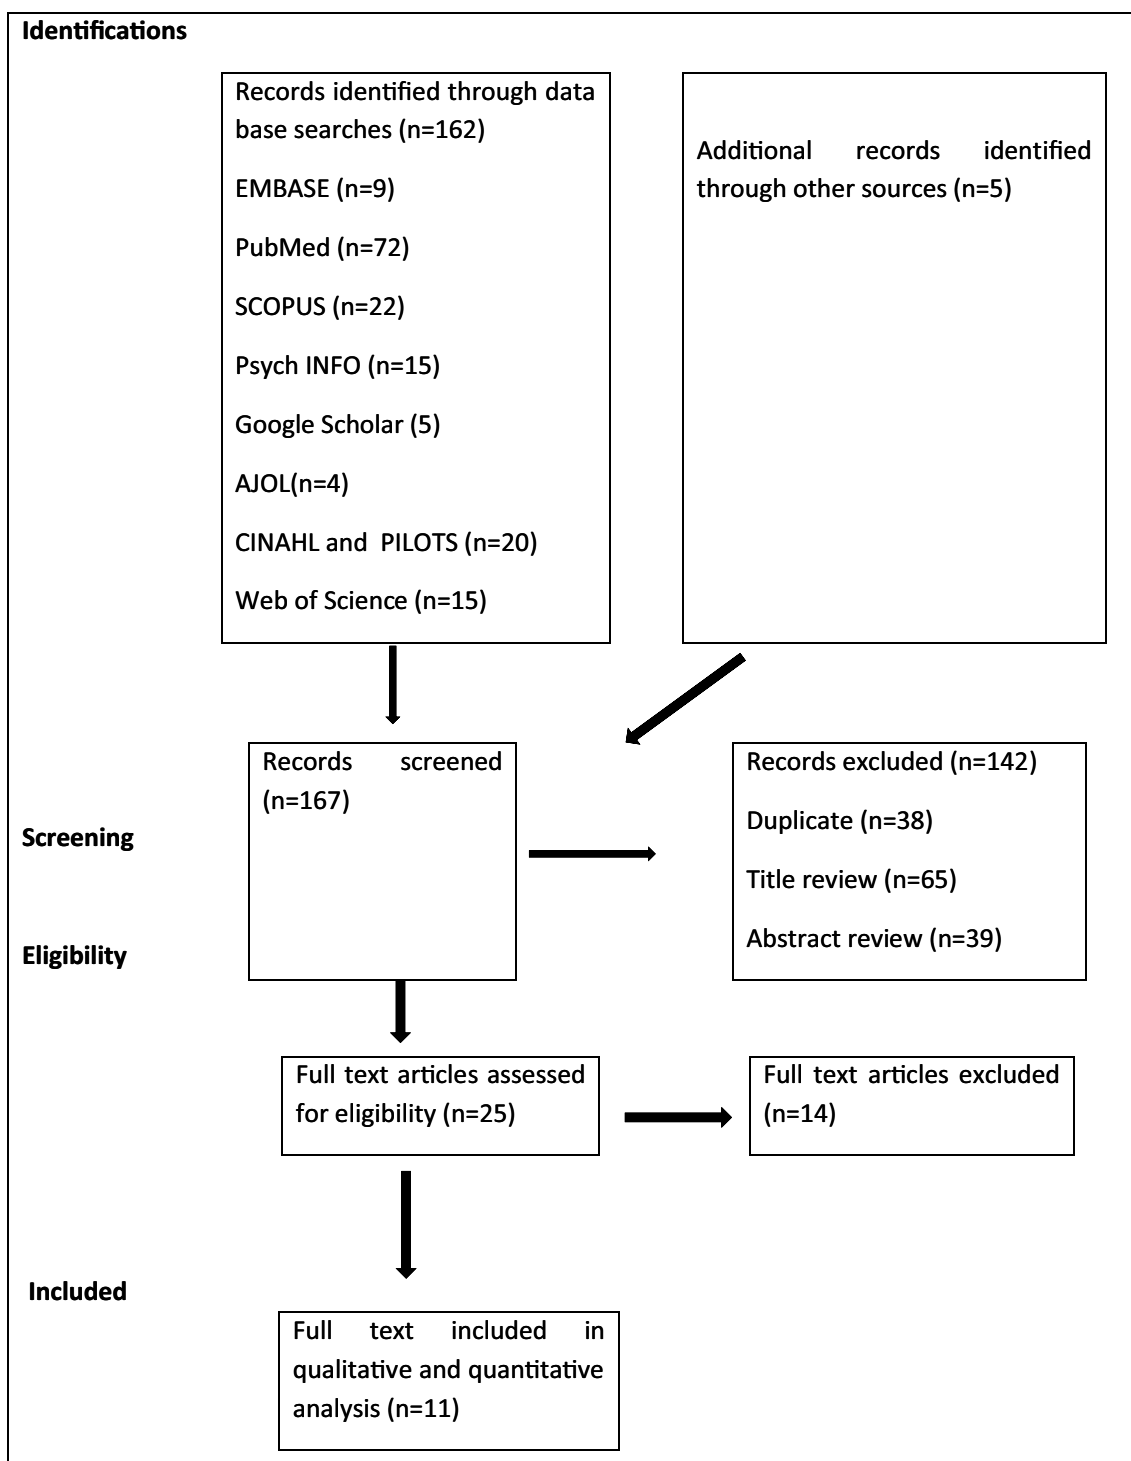 Identifications
Records identified through data
base searches (n=162)
EMBASE (n=9)
PubMed (n=72)
SCOPUS (n=22)
Psych INFO (n=15)
Google Scholar (5)
AJOL(n=4)
CINAHL and  PILOTS (n=20)
Web of Science (n=15)
Additional records identified
through other sources (n=5)
Records screened
(n=167)
Records excluded (n=142)
Duplicate (n=38)
Title review (n=65)
Abstract review (n=39)
Screening
Eligibility
Full text articles assessed
for eligibility (n=25)
Full text articles excluded
(n=14)
Included
Full text included in
qualitative and quantitative
analysis (n=11)